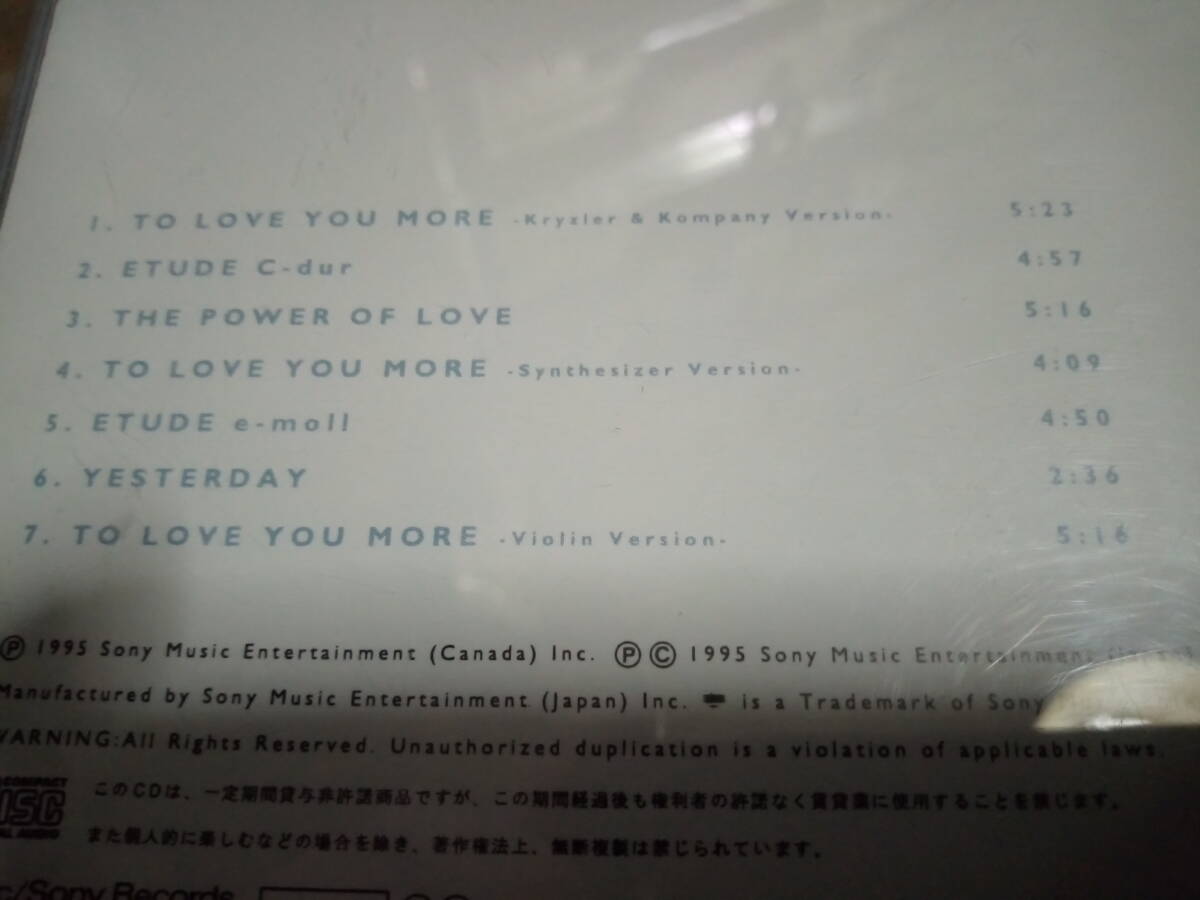 1. TO LOVE YOU MORE -Kryzler & Kompany Version- 5:23
2. ETUDE C-dur 4:57
3. THE POWER OF LOVE 5:16
4. TO LOVE YOU MORE -Synthesizer Version- 4:09
5. ETUDE e-moll 4:50
6. YESTERDAY 2:36
7. TO LOVE YOU MORE -Violin Version- 5:16
Ⓟ 1995 Sony Music Entertainment (Canada) Inc. Ⓟ © 1995 Sony Music Entertainment
Manufactured by Sony Music Entertainment (Japan) Inc. is a Trademark of Sony
WARNING:All Rights Reserved. Unauthorized duplication is a violation of applicable laws.
COMPACT
DISC
DIGITAL AUDIO
このCDは、一定期間貸与非許諾商品ですが、この期間経過後も権利者の許諾なく賃貸業に使用することを禁じます。
また個人的に楽しむなどの場合を除き、著作権法上、無断複製は禁じられています。
/Sony Records